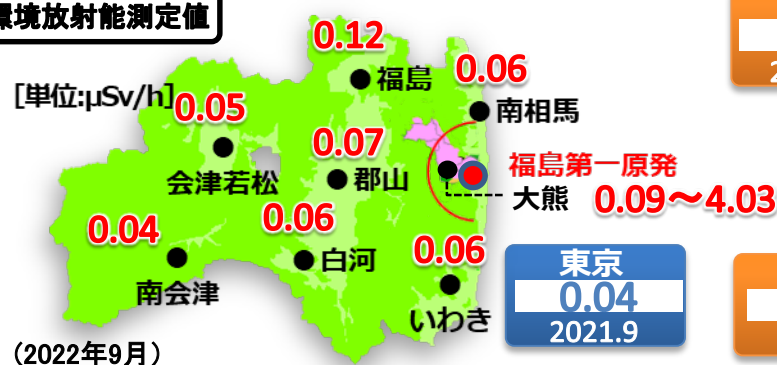 環境放射能測定値
[単位:μSv/h]
0.12
福島
0.06
南相馬
0.05
会津若松
0.07
郡山
福島第一原発
大熊 0.09～4.03
0.04
南会津
0.06
白河
0.06
いわき
東京
0.04
2021.9
（2022年9月）